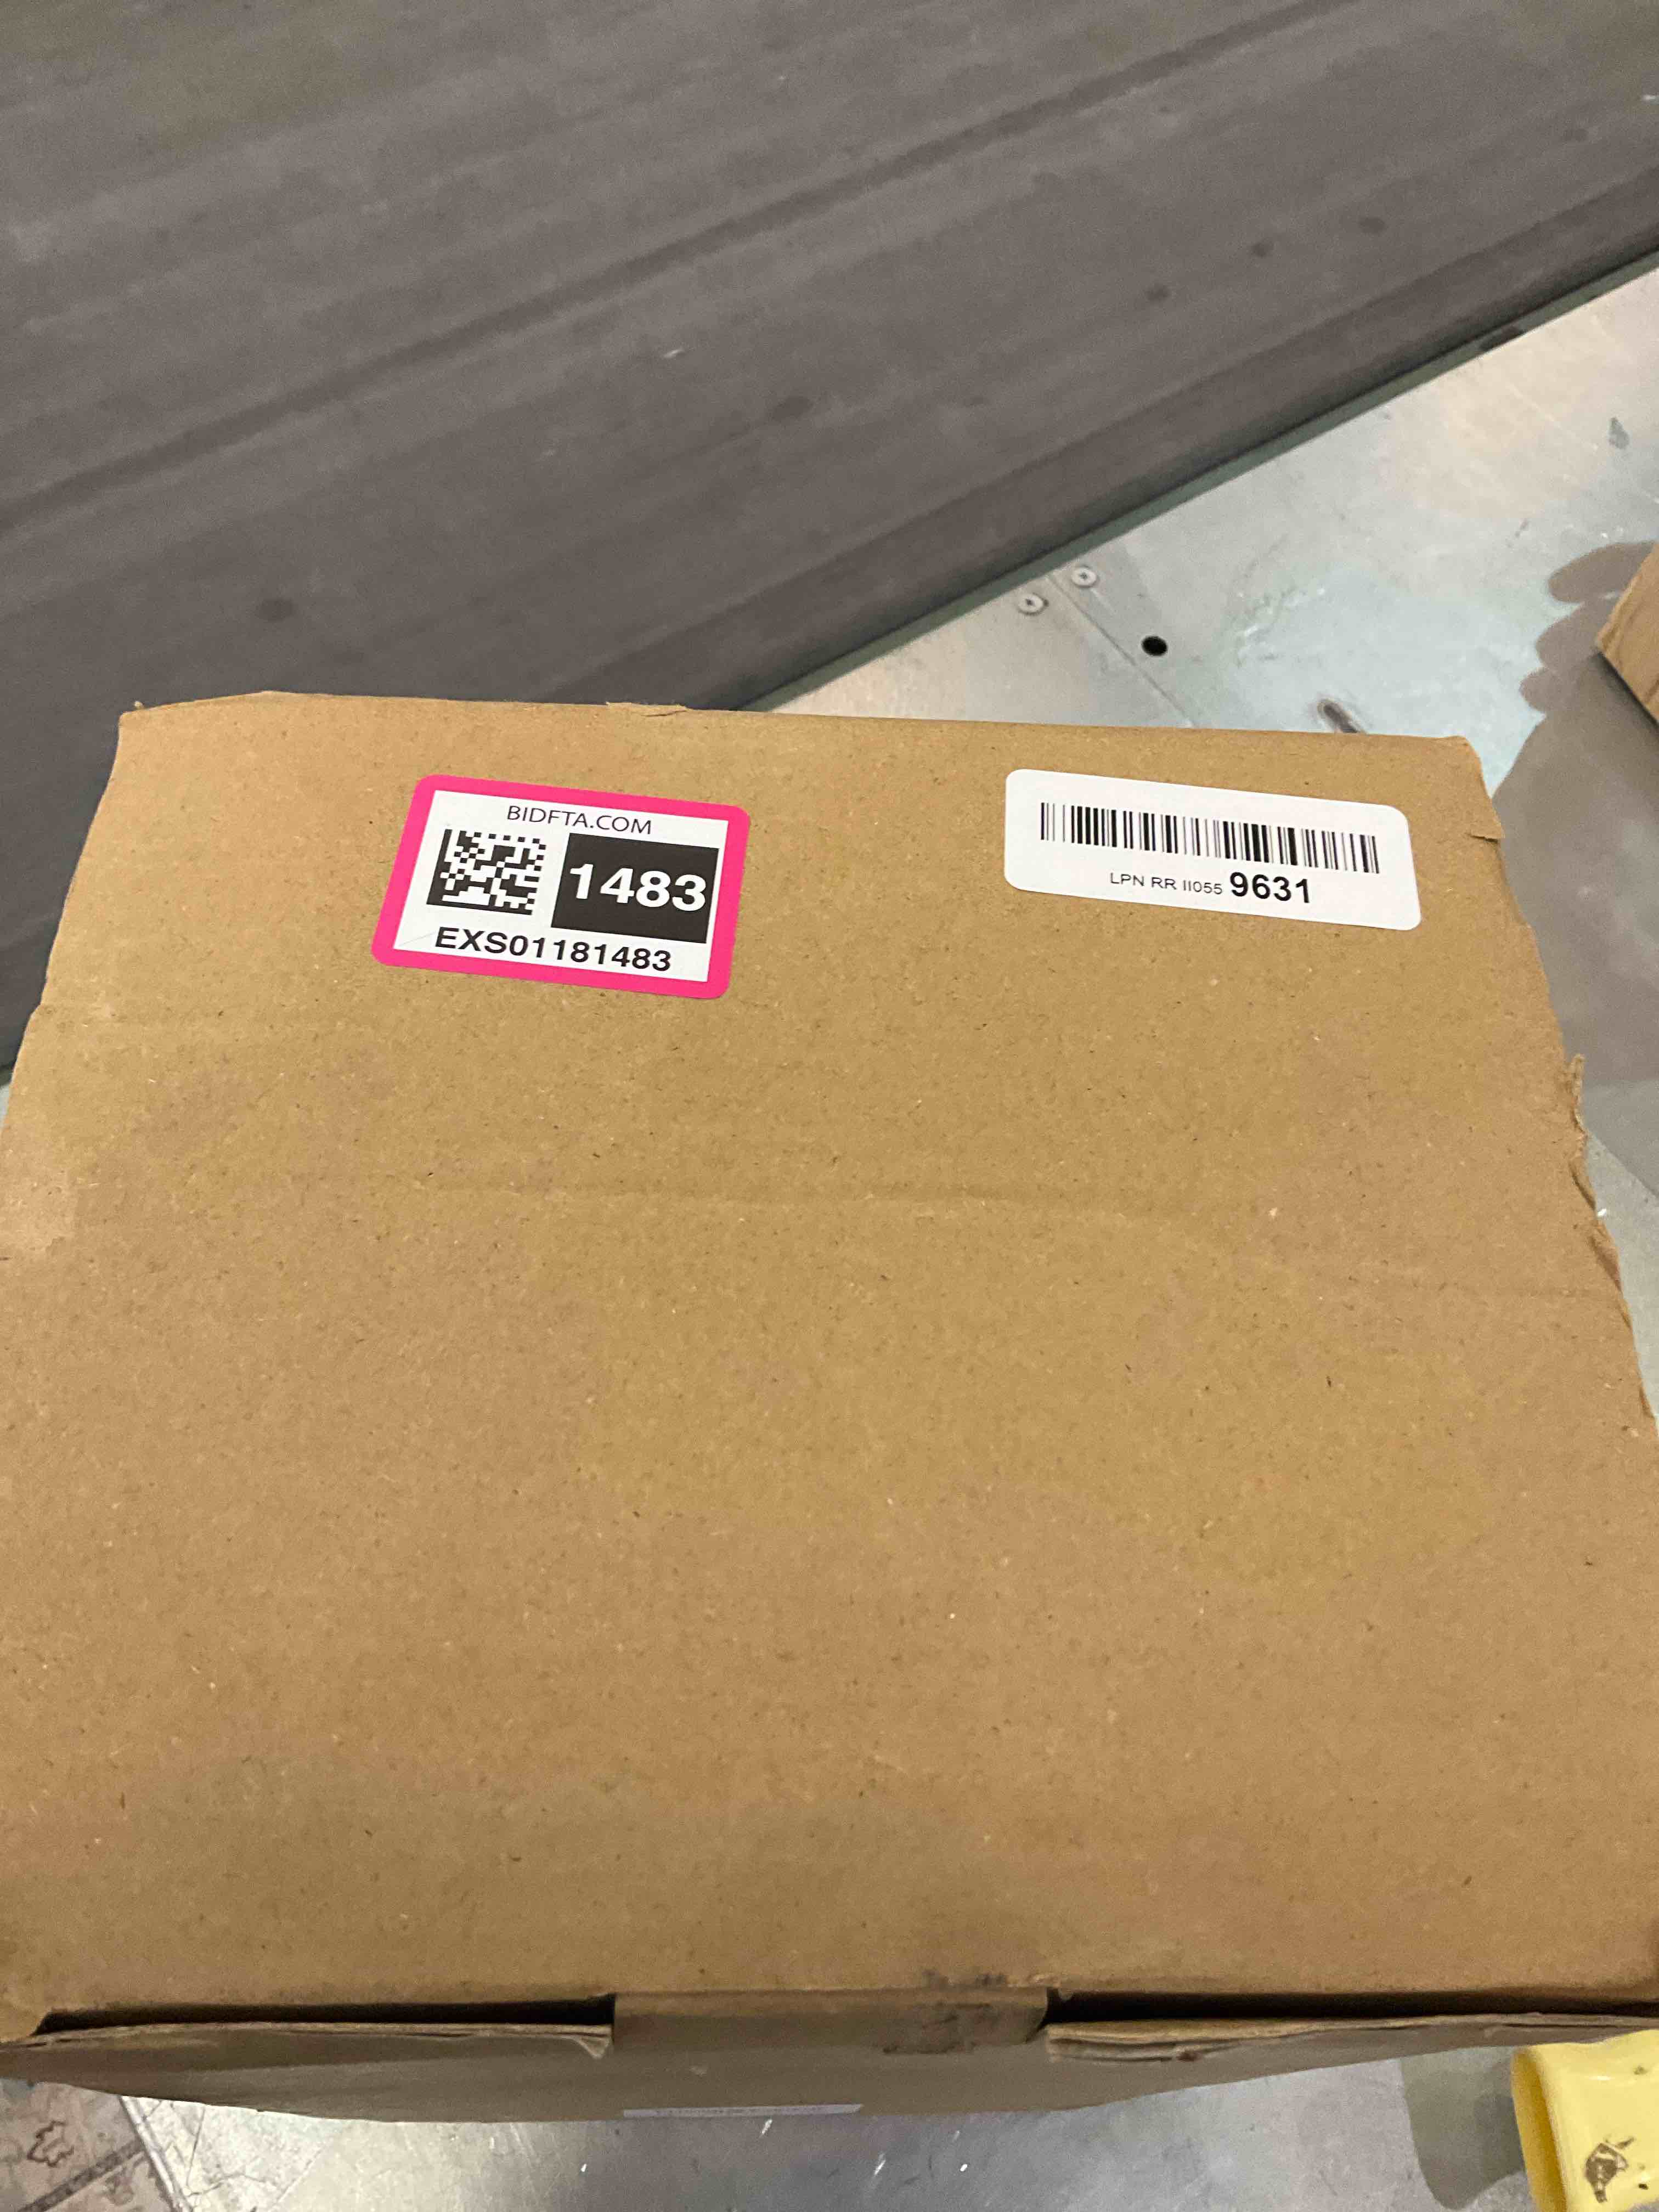 BIDFTA.COM
1483
EXS01181483
LPN RR II055 9631